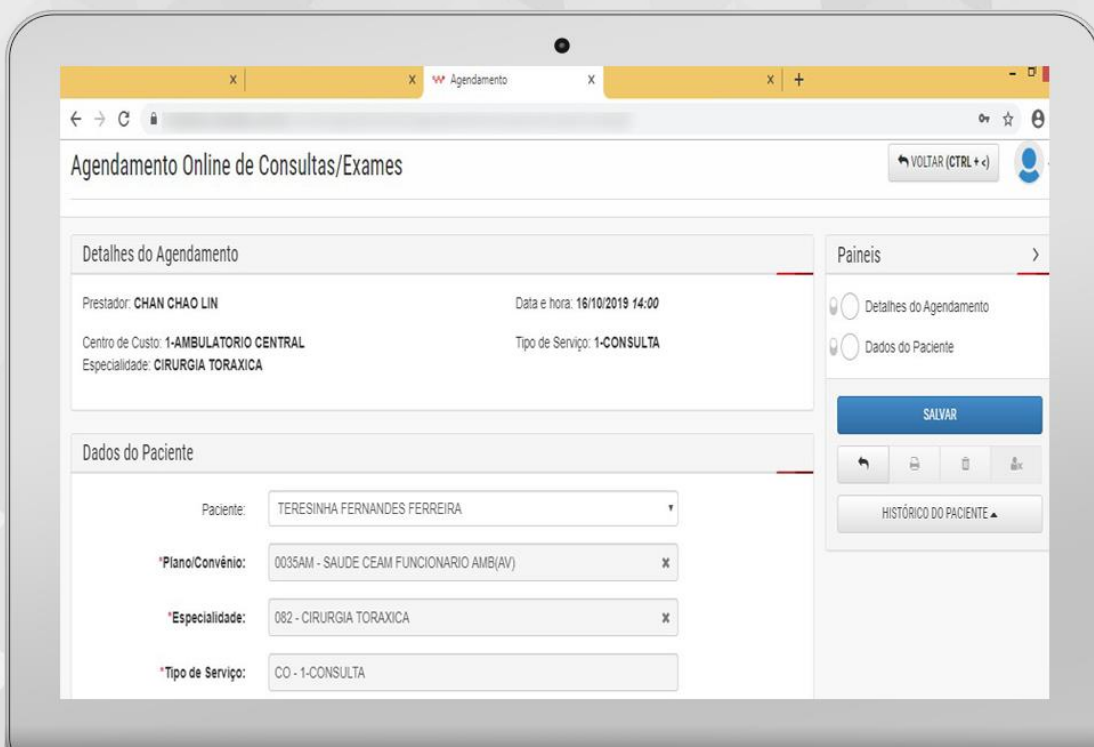 Agendamento
Agendamento Online de Consultas/Exames
VOLTAR (CTRL + <)
Detalhes do Agendamento
Prestador: CHAN CHAO LIN
Data e hora: 16/10/2019 14:00
Centro de Custo: 1-AMBULATORIO CENTRAL
Tipo de Serviço: 1-CONSULTA
Especialidade: CIRURGIA TORAXICA
Dados do Paciente
Paciente:
TERESINHA FERNANDES FERREIRA
*Plano/Convênio:
0035AM - SAUDE CEAM FUNCIONARIO AMB(AV)
*Especialidade:
082 - CIRURGIA TORAXICA
*Tipo de Serviço:
CO - 1-CONSULTA
Paineis
Detalhes do Agendamento
Dados do Paciente
SALVAR
HISTÓRICO DO PACIENTE